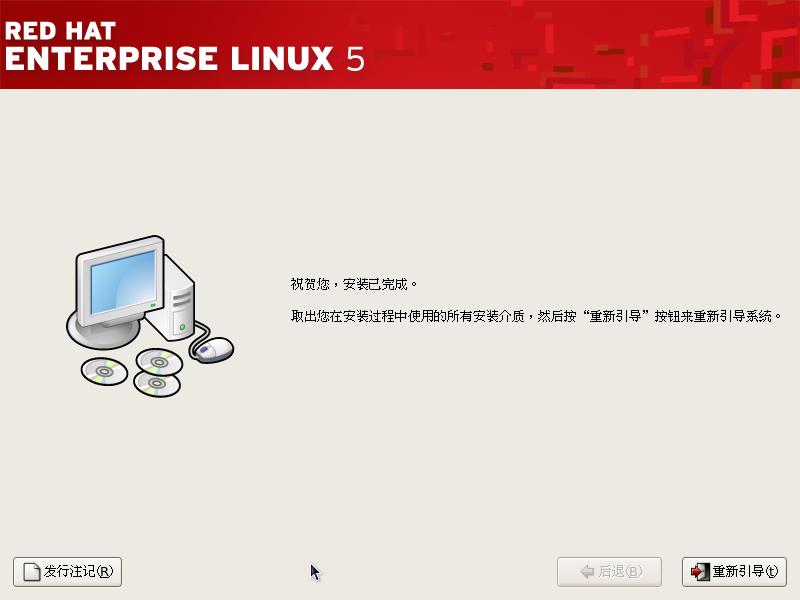 RED HAT
ENTERPRISE LINUX 5
祝贺您，安装已完成。
取出您在安装过程中使用的所有安装介质，然后按“重新引导”按钮来重新引导系统。
发行注记(R)
后退(B)
重新引导(t)